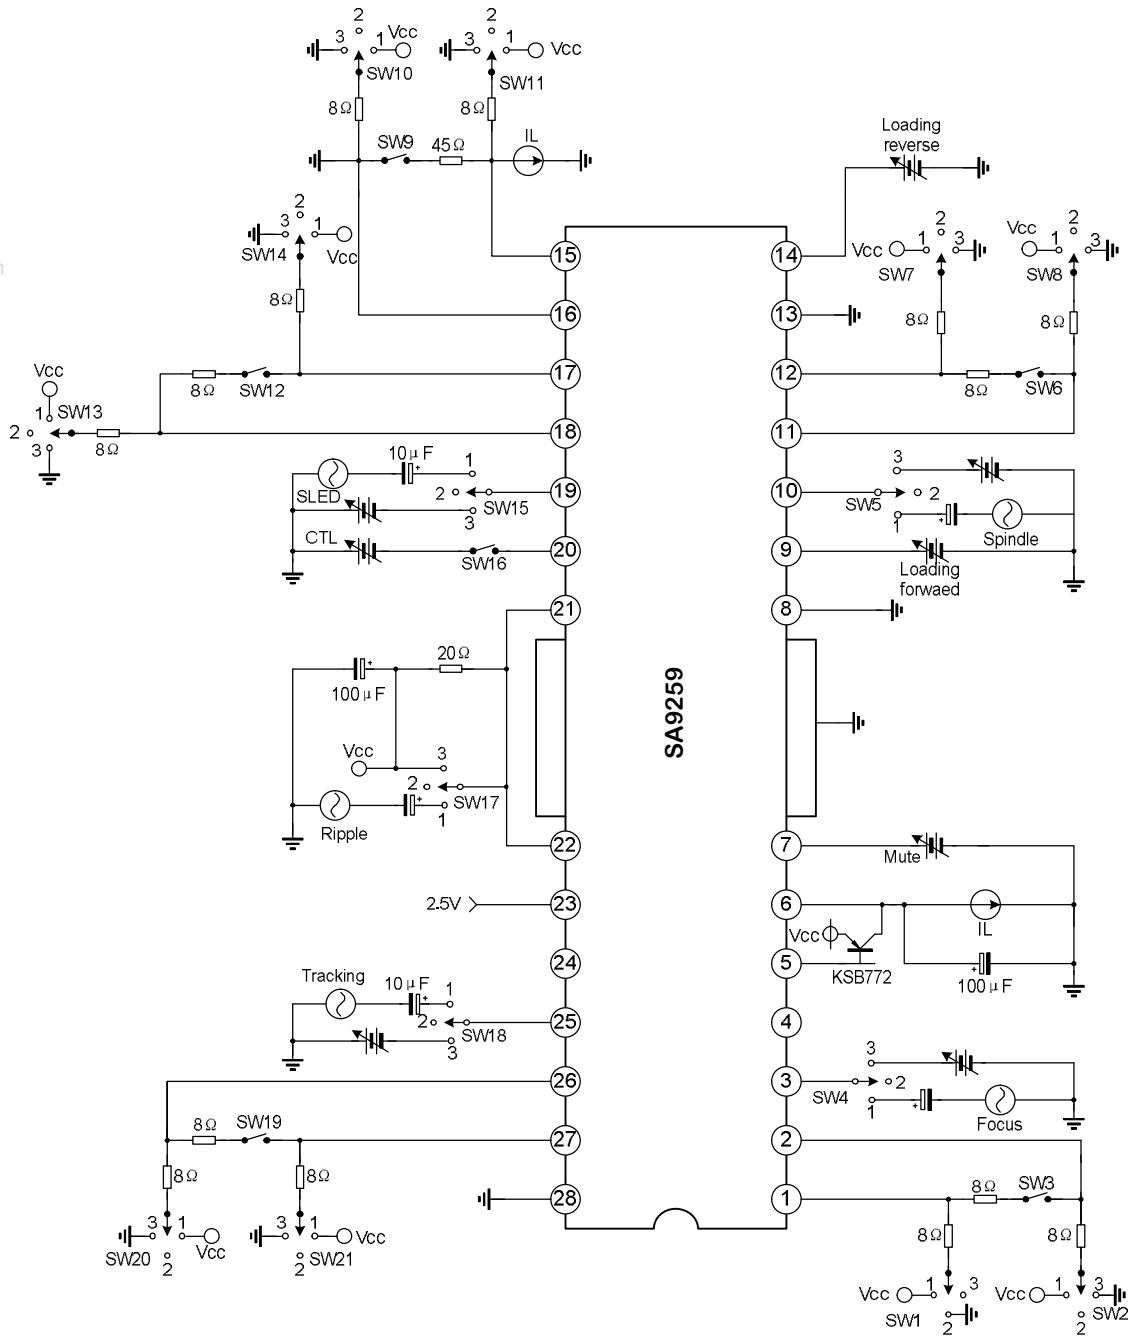 2
2
3
1
Vcc
3
1
Vcc
SW10
SW11
8Ω
8Ω
SW9
45Ω
IL
Loading
reverse
2
3
1
SW14
Vcc
8Ω
2
Vcc
1
3
SW7
2
Vcc
1
3
SW8
8Ω
8Ω
15
14
16
13
17
12
18
11
Vcc
1
SW13
2
3
8Ω
8Ω
SW12
8Ω
SW6
10μF
+
1
SLED
2
SW15
3
19
10
3
SW5
2
1
+
Spindle
CTL
SW16
20
9
Loading
forwaed
21
8
20Ω
+
100μF
SA9259
Vcc
3
2
SW17
+
1
Ripple
22
7
Mute
2.5V
23
6
IL
Vcc
24
5
KSB772
+
100μF
Tracking
10μF
+
1
2
SW18
3
25
4
3
26
3
SW4
2
1
+
Focus
SW19
8Ω
27
2
8Ω
8Ω
28
1
8Ω
SW3
8Ω
8Ω
3
1
SW20
Vcc
2
3
1
Vcc
SW21
2
Vcc
1
3
SW1
2
Vcc
1
3
SW2
2